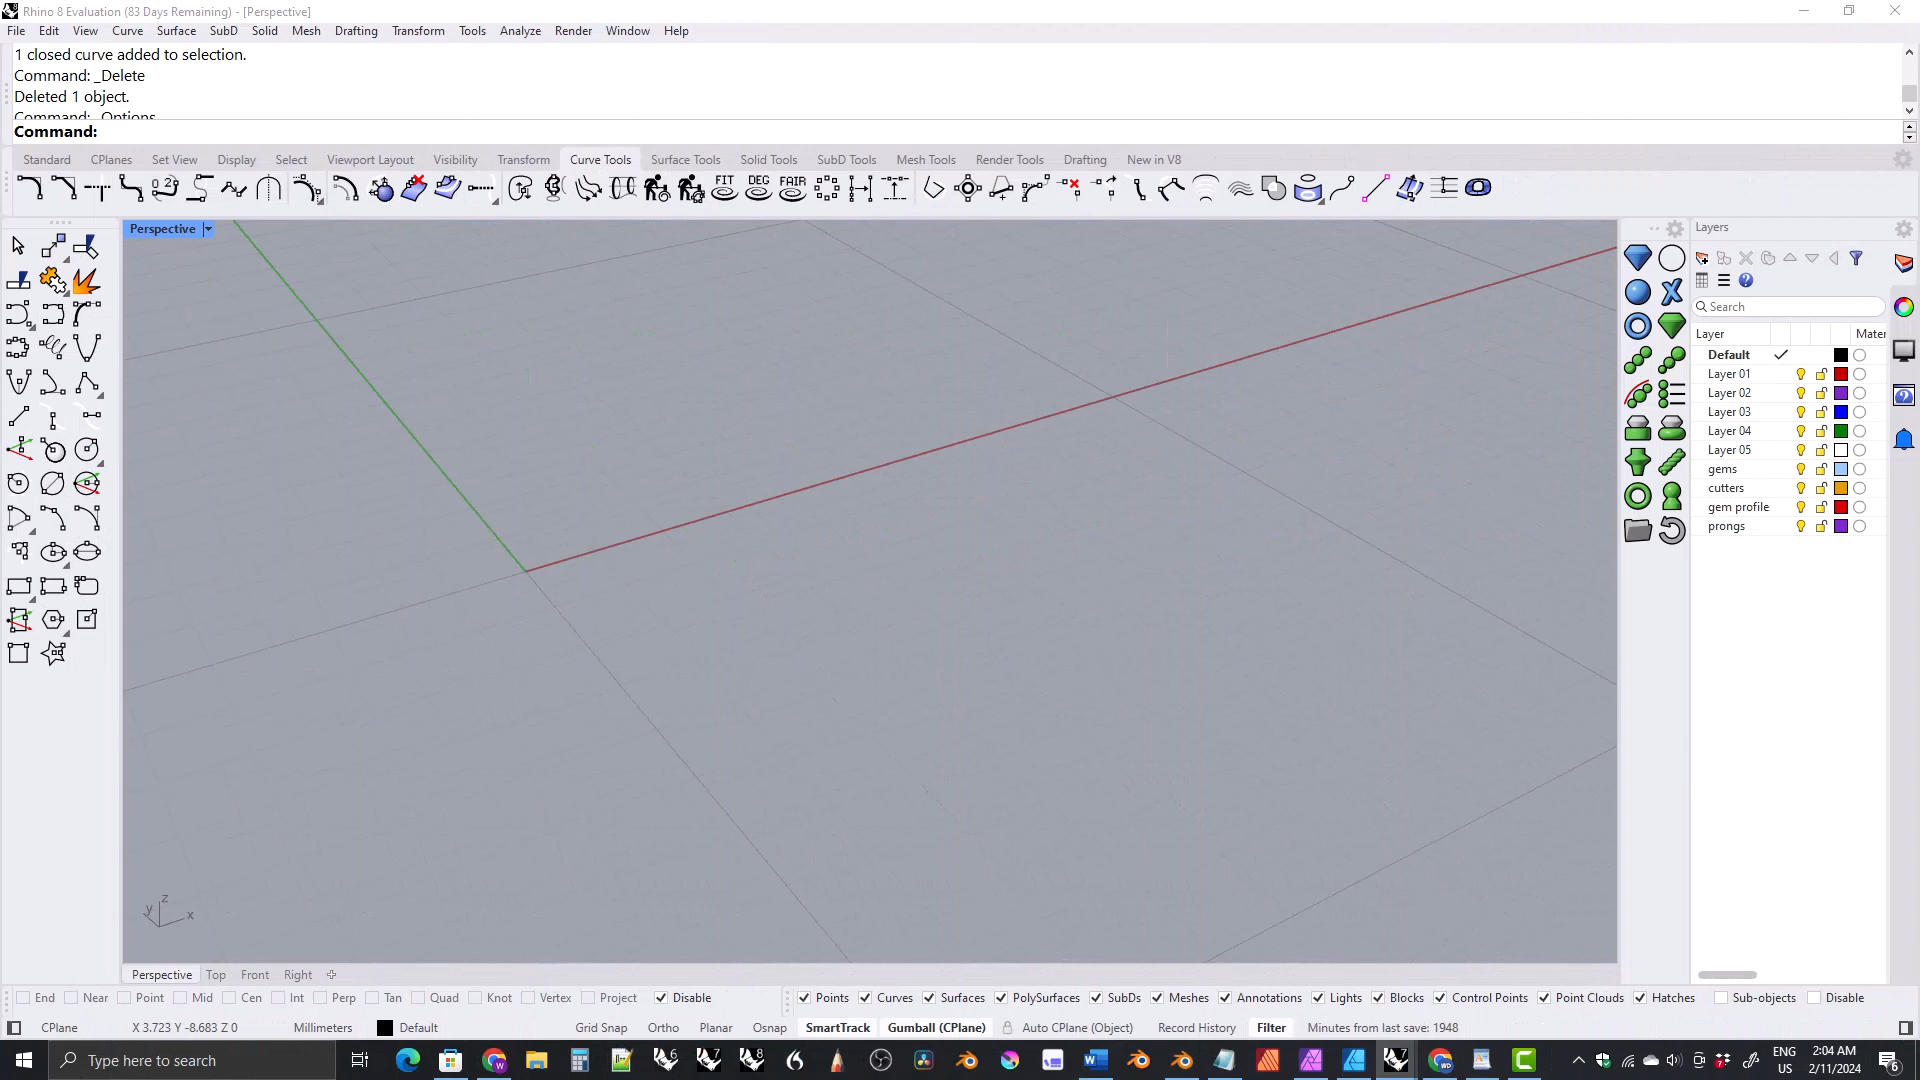 Rhino 8 Evaluation (83 Days Remaining) - [Perspective]
File Edit View Curve Surface SubD Solid Mesh Drafting Transform Tools Analyze Render Window Help
1 closed curve added to selection.
Command: _Delete
Deleted 1 object.
Command: _Options
Command:
Standard CPlanes Set View Display Select Viewport Layout Visibility Transform Curve Tools Surface Tools Solid Tools SubD Tools Mesh Tools Render Tools Drafting New in V8
FIT DEG FAIR
Perspective
Layers
Search
Layer Mater
Default
Layer 01
Layer 02
Layer 03
Layer 04
Layer 05
gems
cutters
gem profile
prongs
z
y x
Perspective Top Front Right
End Near Point Mid Cen Int Perp Tan Quad Knot Vertex Project Disable Points Curves Surfaces PolySurfaces SubDs Meshes Annotations Lights Blocks Control Points Point Clouds Hatches Sub-objects Disable
CPlane X 3.723 Y -8.683 Z 0 Millimeters Default Grid Snap Ortho Planar Osnap SmartTrack Gumball (CPlane) Auto CPlane (Object) Record History Filter Minutes from last save: 1948
Type here to search
6 7 8 7
ENG
US
2:04 AM
2/11/2024
6